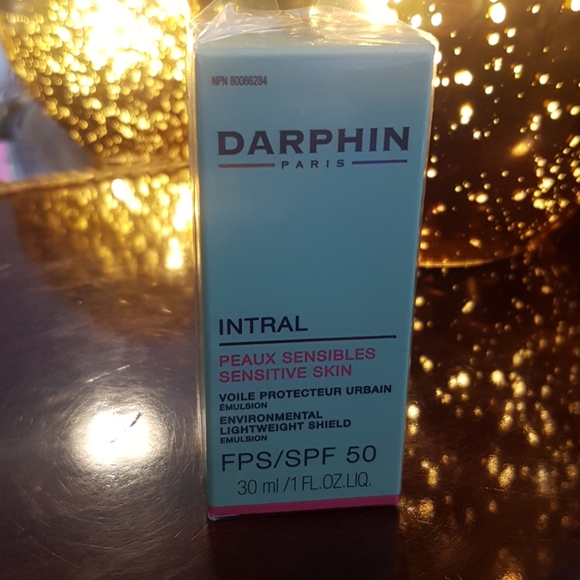 NPN 80066284
DARPHIN
PARIS
INTRAL
PEAUX SENSIBLES
SENSITIVE SKIN
VOILE PROTECTEUR URBAIN
ÉMULSION
ENVIRONMENTAL
LIGHTWEIGHT SHIELD
EMULSION
FPS/SPF 50
30 ml /1 FL.OZ.LIQ.